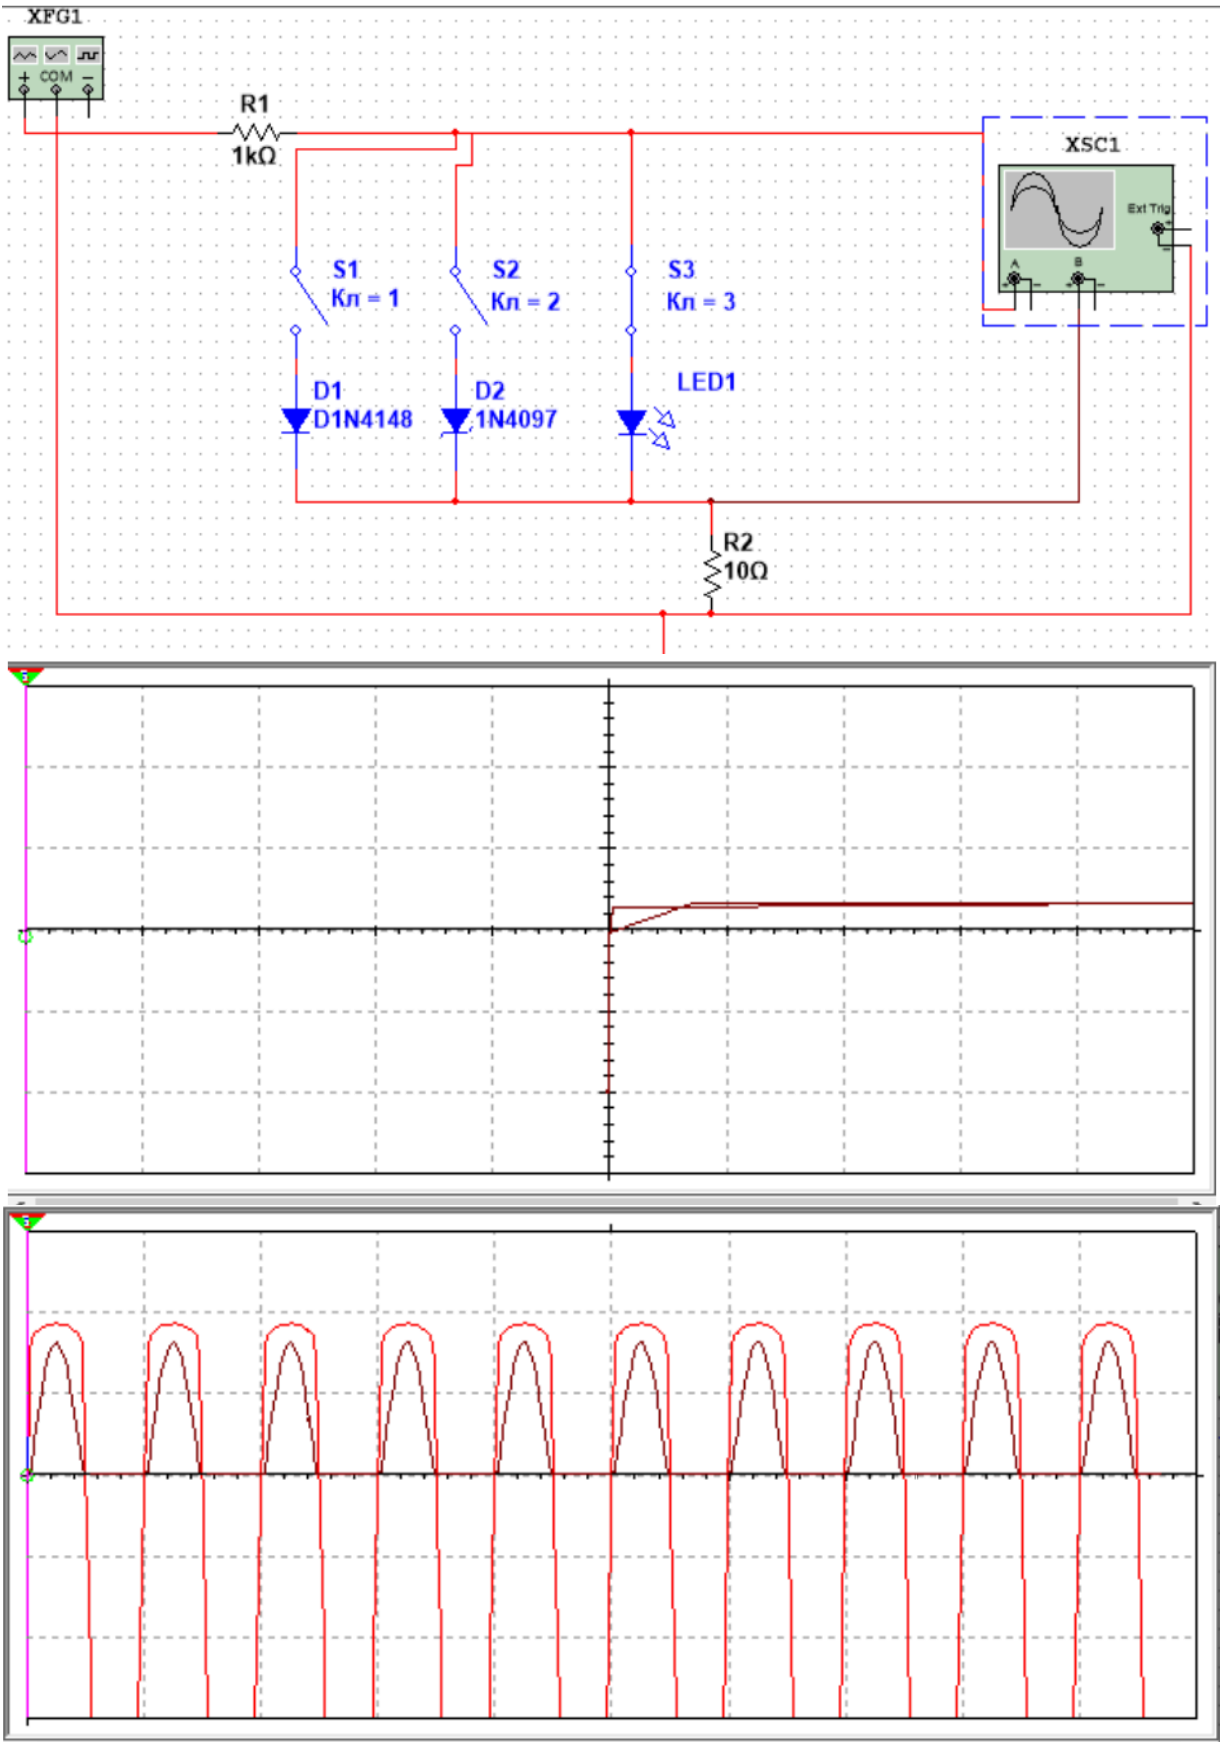 XFG1
+ COM −
R1
1kΩ
XSC1
Ext Trig
+
−
A
B
+ −
+ −
S1
Кл = 1
S2
Кл = 2
S3
Кл = 3
D1
D1N4148
D2
1N4097
LED1
R2
10Ω